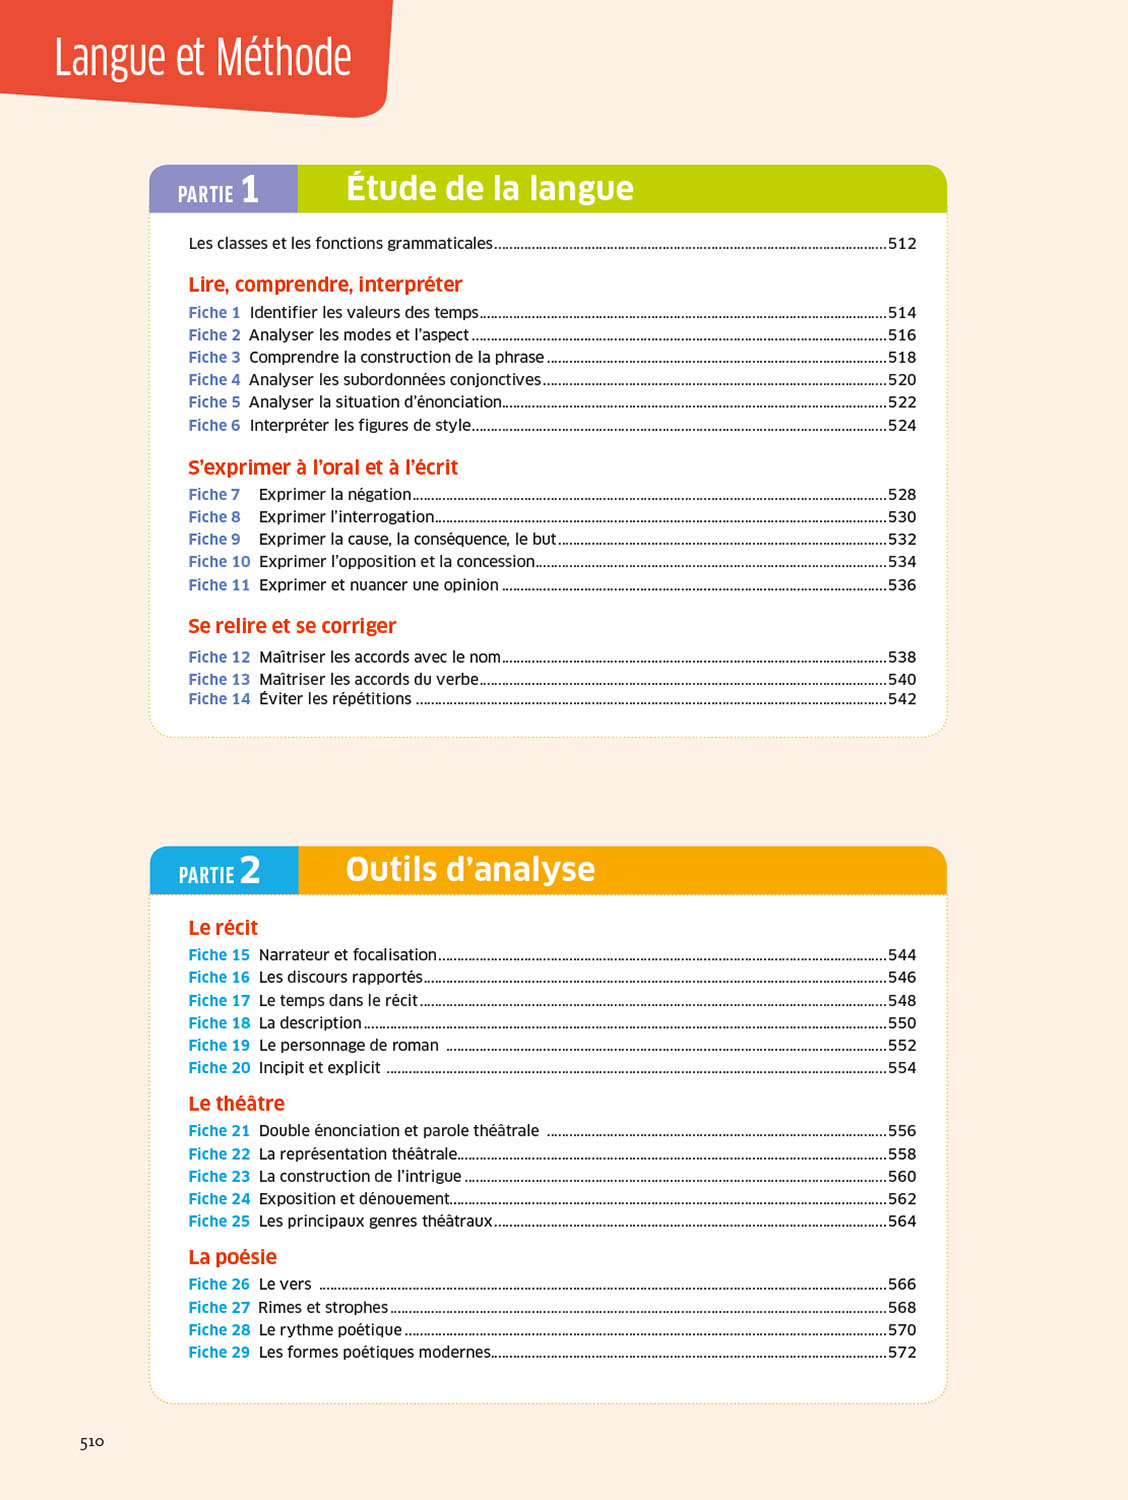 Langue et Méthode
PARTIE 1 Étude de la langue
Les classes et les fonctions grammaticales 512
Lire, comprendre, interpréter
Fiche 1 Identifier les valeurs des temps 514
Fiche 2 Analyser les modes et l'aspect 516
Fiche 3 Comprendre la construction de la phrase 518
Fiche 4 Analyser les subordonnées conjonctives 520
Fiche 5 Analyser la situation d'énonciation 522
Fiche 6 Interpréter les figures de style 524
S'exprimer à l'oral et à l'écrit
Fiche 7 Exprimer la négation 528
Fiche 8 Exprimer l'interrogation 530
Fiche 9 Exprimer la cause, la conséquence, le but 532
Fiche 10 Exprimer l'opposition et la concession 534
Fiche 11 Exprimer et nuancer une opinion 536
Se relire et se corriger
Fiche 12 Maîtriser les accords avec le nom 538
Fiche 13 Maîtriser les accords du verbe 540
Fiche 14 Éviter les répétitions 542
PARTIE 2 Outils d'analyse
Le récit
Fiche 15 Narrateur et focalisation 544
Fiche 16 Les discours rapportés 546
Fiche 17 Le temps dans le récit 548
Fiche 18 La description 550
Fiche 19 Le personnage de roman 552
Fiche 20 Incipit et explicit 554
Le théâtre
Fiche 21 Double énonciation et parole théâtrale 556
Fiche 22 La représentation théâtrale 558
Fiche 23 La construction de l'intrigue 560
Fiche 24 Exposition et dénouement 562
Fiche 25 Les principaux genres théâtraux 564
La poésie
Fiche 26 Le vers 566
Fiche 27 Rimes et strophes 568
Fiche 28 Le rythme poétique 570
Fiche 29 Les formes poétiques modernes 572
510